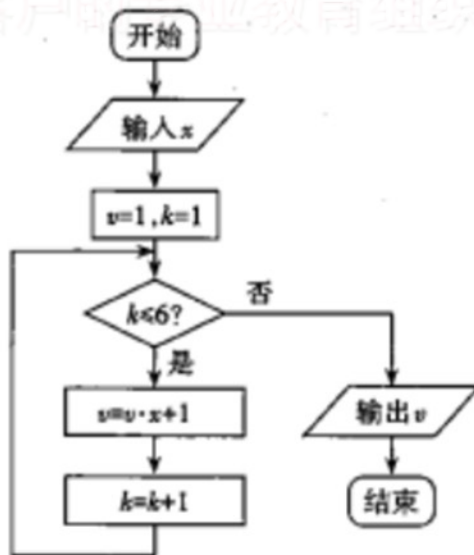 开始
输入x
v=1,k=1
k≤6?
否
是
v=v·x+1
输出v
k=k+1
结束